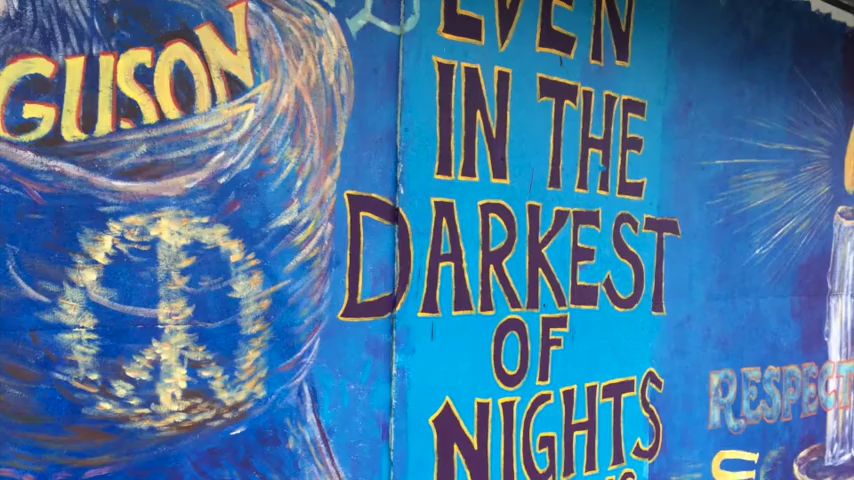 GUSON
EVEN
IN THE
DARKEST
OF
NIGHTS
RESPECT